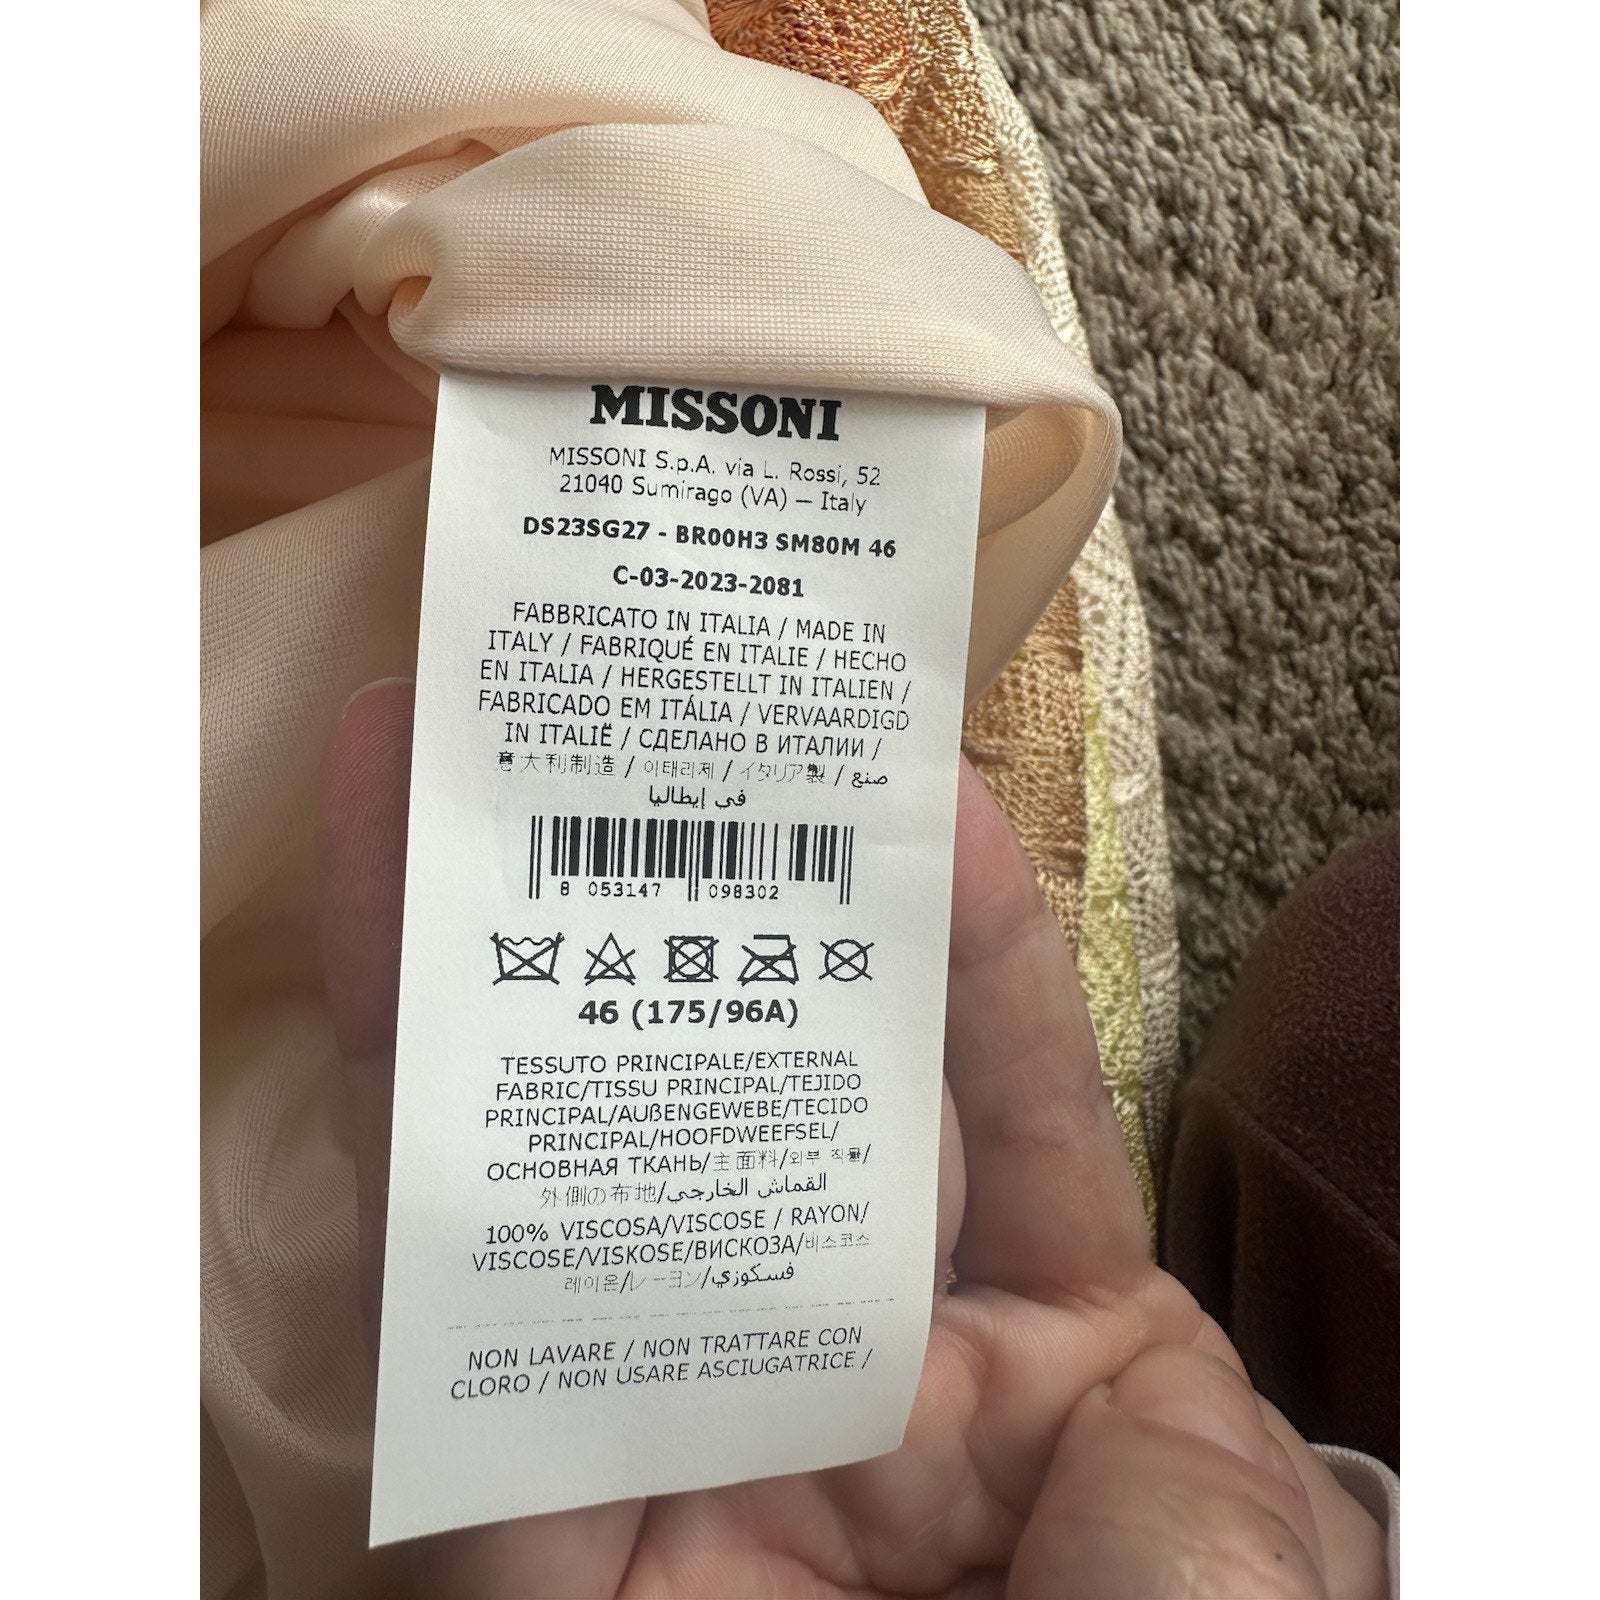 MISSONI
MISSONI S.p.A. via L. Rossi, 52
21040 Sumirago (VA) – Italy
DS23SG27 - BR00H3 SM80M 46
C-03-2023-2081
FABBRICATO IN ITALIA / MADE IN
ITALY / FABRIQUÉ EN ITALIE / HECHO
EN ITALIA / HERGESTELLT IN ITALIEN /
FABRICADO EM ITÁLIA / VERVAARDIGD
IN ITALIË / СДЕЛАНО В ИТАЛИИ /
意大利制造 / 이태리제 / イタリア製 / صنع
في إيطاليا
8 053147 098302
46 (175/96A)
TESSUTO PRINCIPALE/EXTERNAL
FABRIC/TISSU PRINCIPAL/TEJIDO
PRINCIPAL/AUßENGEWEBE/TECIDO
PRINCIPAL/HOOFDWEEFSEL/
ОСНОВНАЯ ТКАНЬ/主面料/외부 직물/
外側の布地/القماش الخارجي
100% VISCOSA/VISCOSE / RAYON/
VISCOSE/VISKOSE/ВИСКОЗА/비스코스
레이온/レーヨン/فسكوزي
NON LAVARE / NON TRATTARE CON
CLORO / NON USARE ASCIUGATRICE /